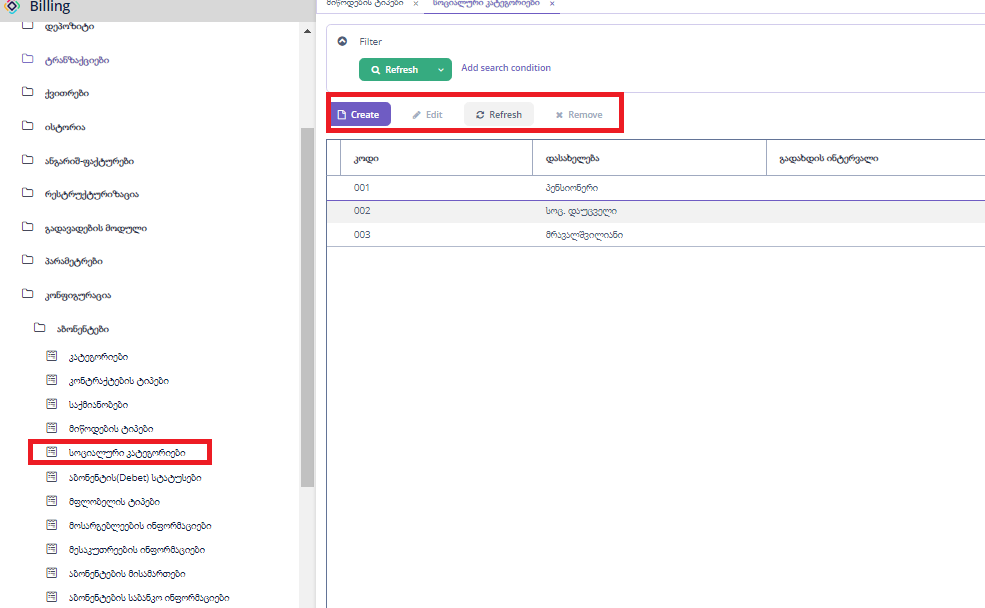 Billing
მიწოდების ტიპები × სოციალური კატეგორიები ×
დეპოზიტი
ტრანზაქციები
ქვითრები
ისტორია
ანგარიშ-ფაქტურები
რესტრუქტურიზაცია
გადავადების მოდული
პარამეტრები
კონფიგურაცია
აბონენტები
კატეგორიები
კონტრაქტების ტიპები
საქმიანობები
მიწოდების ტიპები
სოციალური კატეგორიები
აბონენტის(Debet) სტატუსები
მფლობელის ტიპები
მოსარგებლეების ინფორმაციები
მესაკუთრეების ინფორმაციები
აბონენტების მისამართები
აბონენტების საბანკო ინფორმაციები
Filter
Refresh Add search condition
Create Edit Refresh Remove
კოდი დასახელება გადახდის ინტერვალი
001 პენსიონერი
002 სოც. დაუცველი
003 მრავალშვილიანი